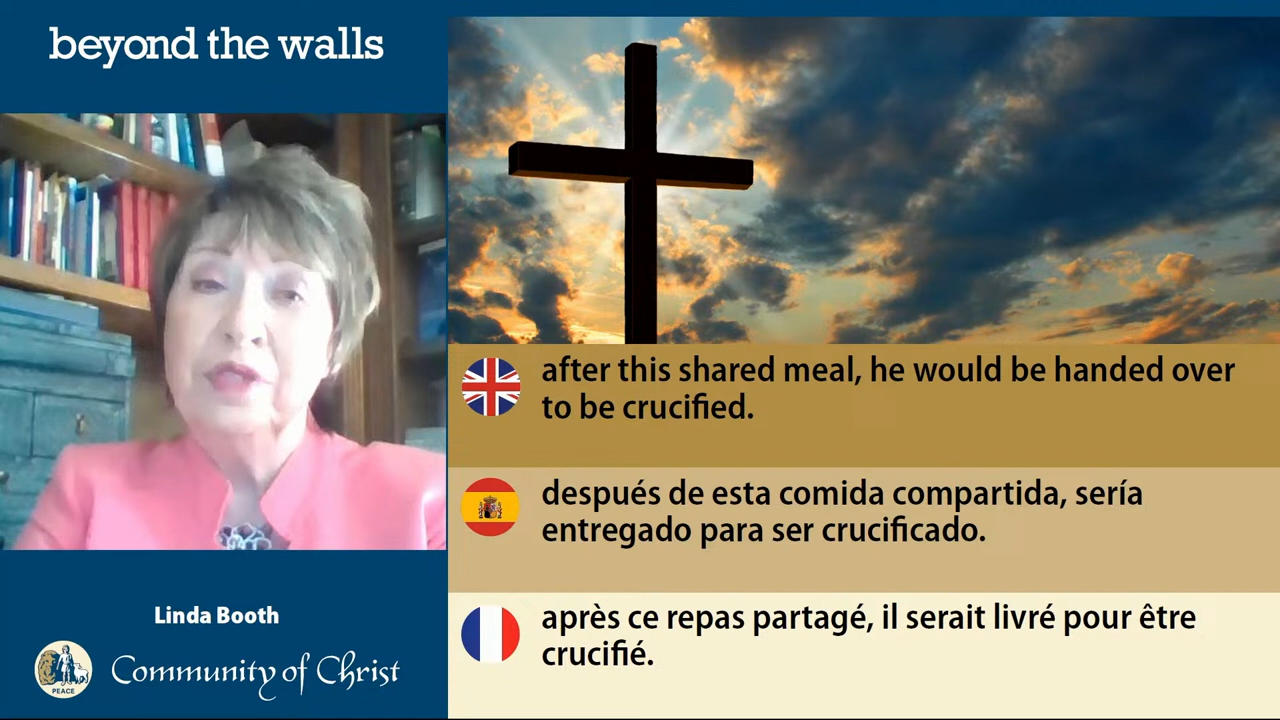 beyond the walls
after this shared meal, he would be handed over
to be crucified.
después de esta comida compartida, sería
entregado para ser crucificado.
après ce repas partagé, il serait livré pour être
crucifié.
Linda Booth
PEACE
Community of Christ